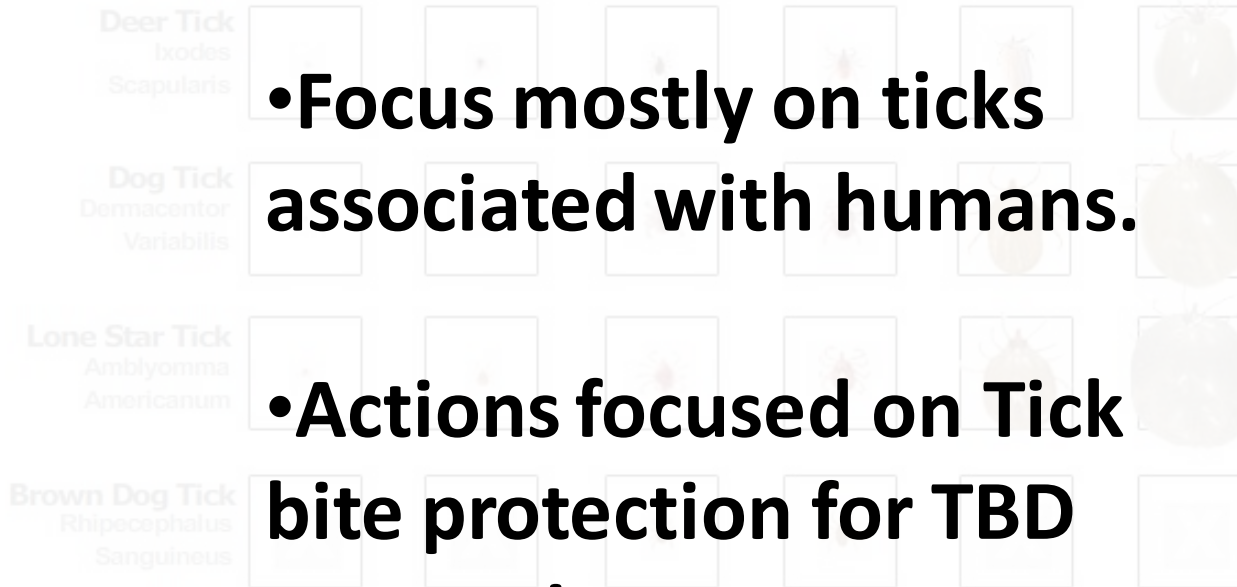 Deer Tick
Ixodes
Scapularis
•Focus mostly on ticks
associated with humans.
Dog Tick
Dermacentor
Variabilis
Lone Star Tick
Amblyomma
Americanum
•Actions focused on Tick
bite protection for TBD
Brown Dog Tick
Rhipecephalus
Sanguineus